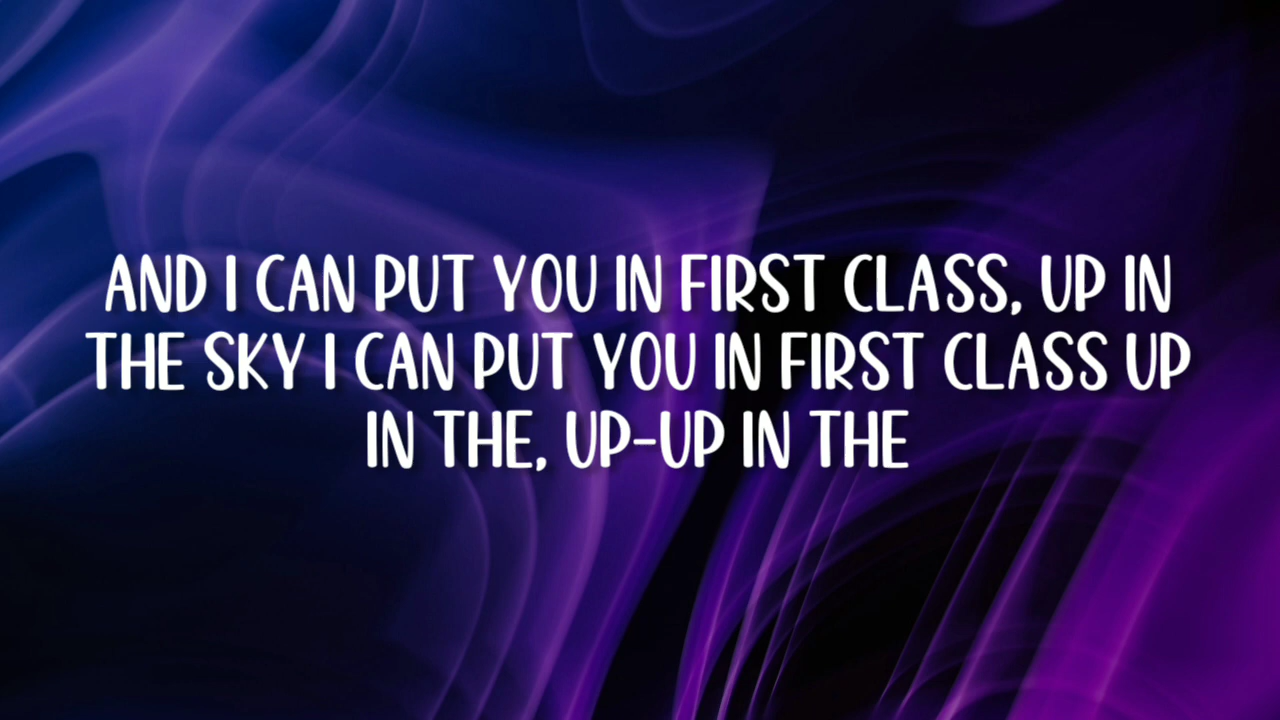 AND I CAN PUT YOU IN FIRST CLASS, UP IN
THE SKY I CAN PUT YOU IN FIRST CLASS UP
IN THE, UP-UP IN THE